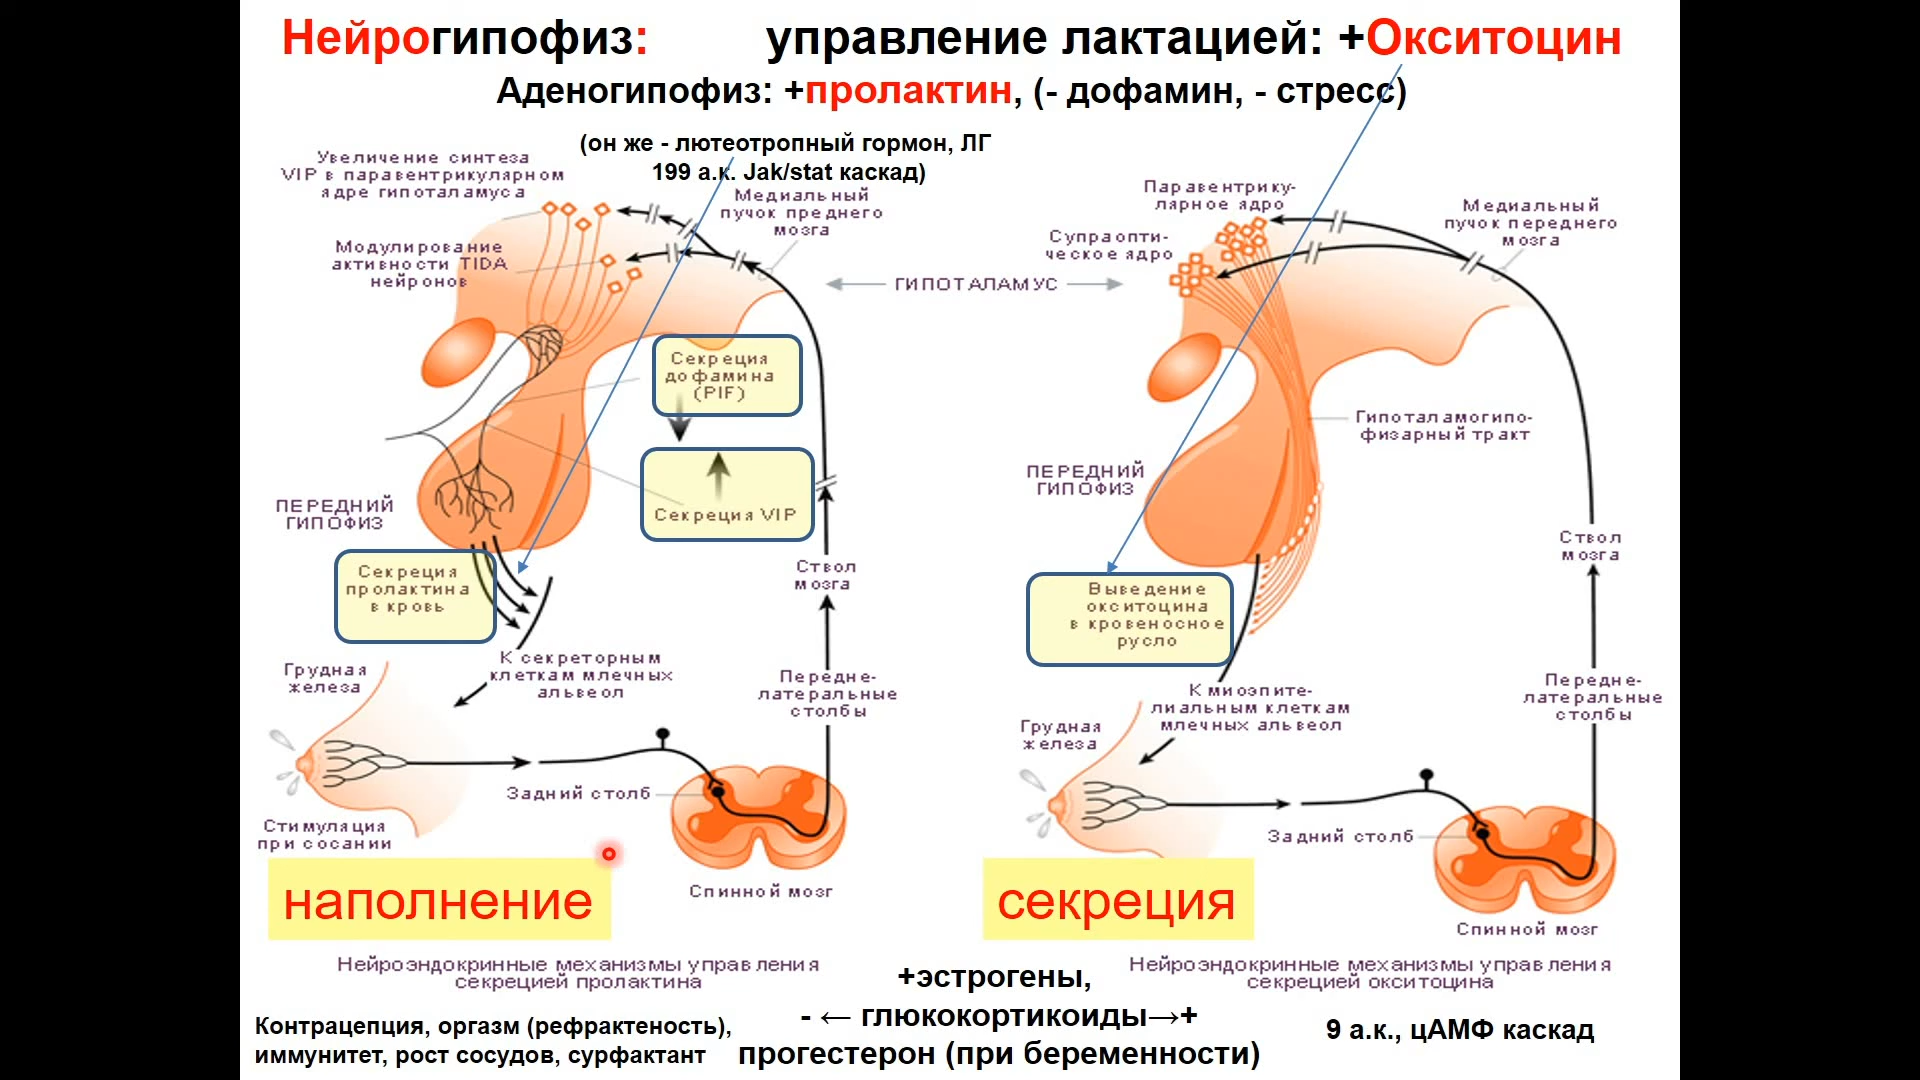 Нейрогипофиз: управление лактацией: +Окситоцин
Аденогипофиз: +пролактин, (- дофамин, - стресс)
(он же - лютеотропный гормон, ЛГ
199 а.к. Jak/stat каскад)
Увеличение синтеза
VIP в паравентрикулярном
ядре гипоталамуса
Модулирование
активности TIDA
нейронов
Медиальный
пучок преднего
мозга
ГИПОТАЛАМУС
Секреция
дофамина
(PIF)
Секреция VIP
ПЕРЕДНИЙ
ГИПОФИЗ
Секреция
пролактина
в кровь
К секреторным
клеткам млечных
альвеол
Ствол
мозга
Передне-
латеральные
столбы
Грудная
железа
Задний столб
Стимуляция
при сосании
Спинной мозг
наполнение
Нейроэндокринные механизмы управления
секрецией пролактина
Паравентрику-
лярное ядро
Супраопти-
ческое ядро
Медиальный
пучок переднего
мозга
Гипоталамогипо-
физарный тракт
ПЕРЕДНИЙ
ГИПОФИЗ
Выведение
окситоцина
в кровеносное
русло
К миоэпите-
лиальным клеткам
млечных альвеол
Ствол
мозга
Передне-
латеральные
столбы
Грудная
железа
Задний столб
Спинной мозг
секреция
Нейроэндокринные механизмы управления
секрецией окситоцина
Контрацепция, оргазм (рефрактеность),
иммунитет, рост сосудов, сурфактант
+эстрогены,
- ← глюкокортикоиды→+
прогестерон (при беременности)
9 а.к., цАМФ каскад